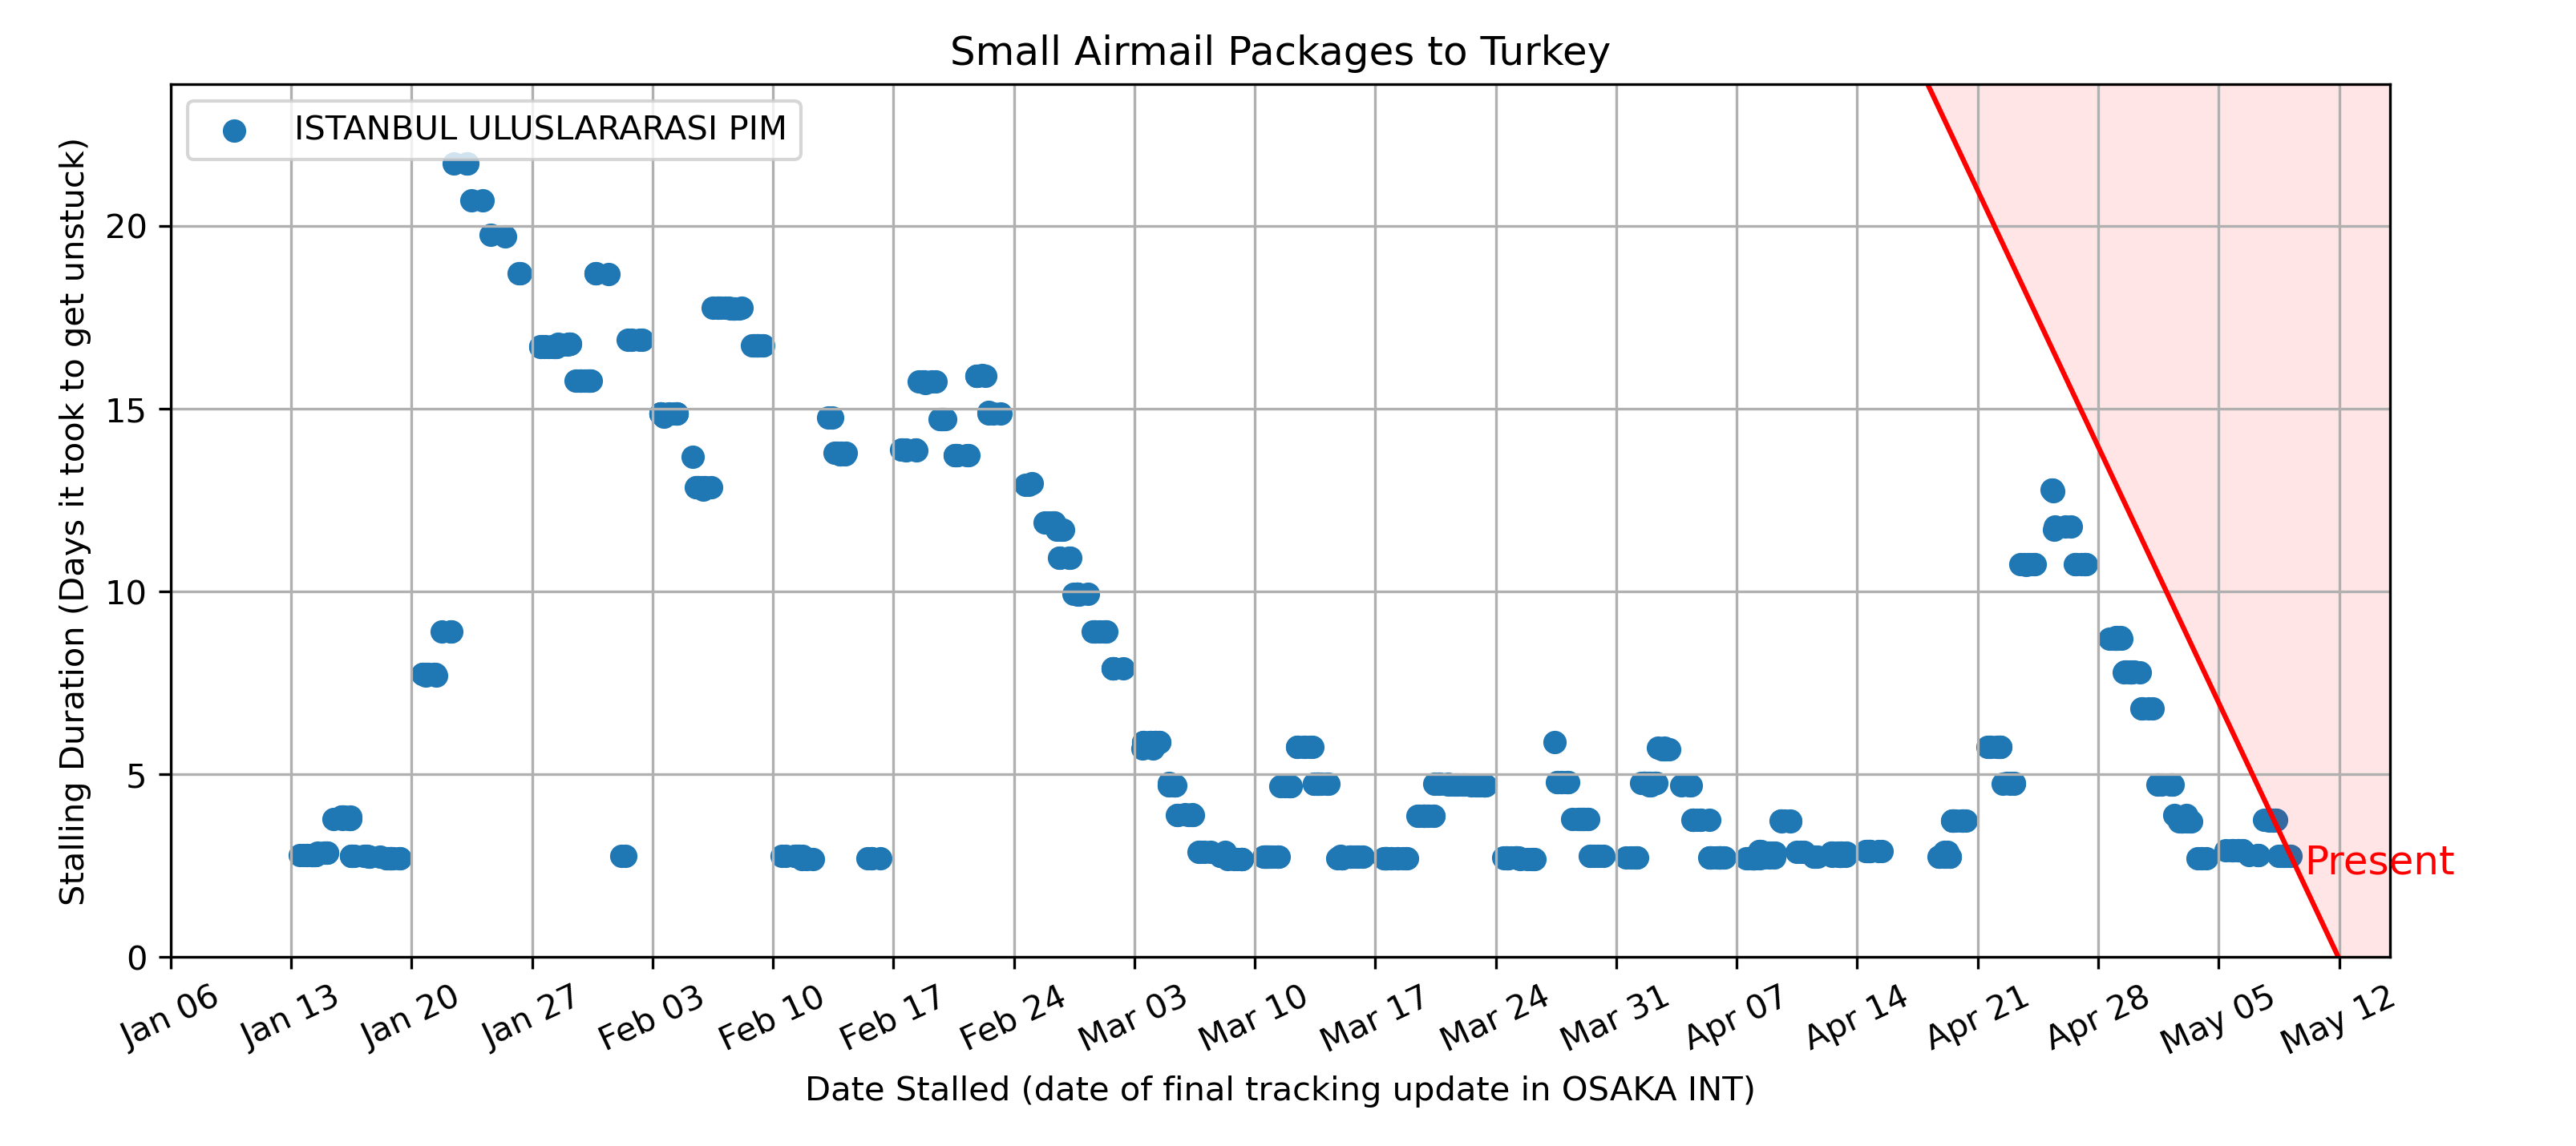 Small Airmail Packages to Turkey
ISTANBUL ULUSLARARASI PIM
Stalling Duration (Days it took to get unstuck)
20
15
10
5
0
Present
Jan 06
Jan 13
Jan 20
Jan 27
Feb 03
Feb 10
Feb 17
Feb 24
Mar 03
Mar 10
Mar 17
Mar 24
Mar 31
Apr 07
Apr 14
Apr 21
Apr 28
May 05
May 12
Date Stalled (date of final tracking update in OSAKA INT)